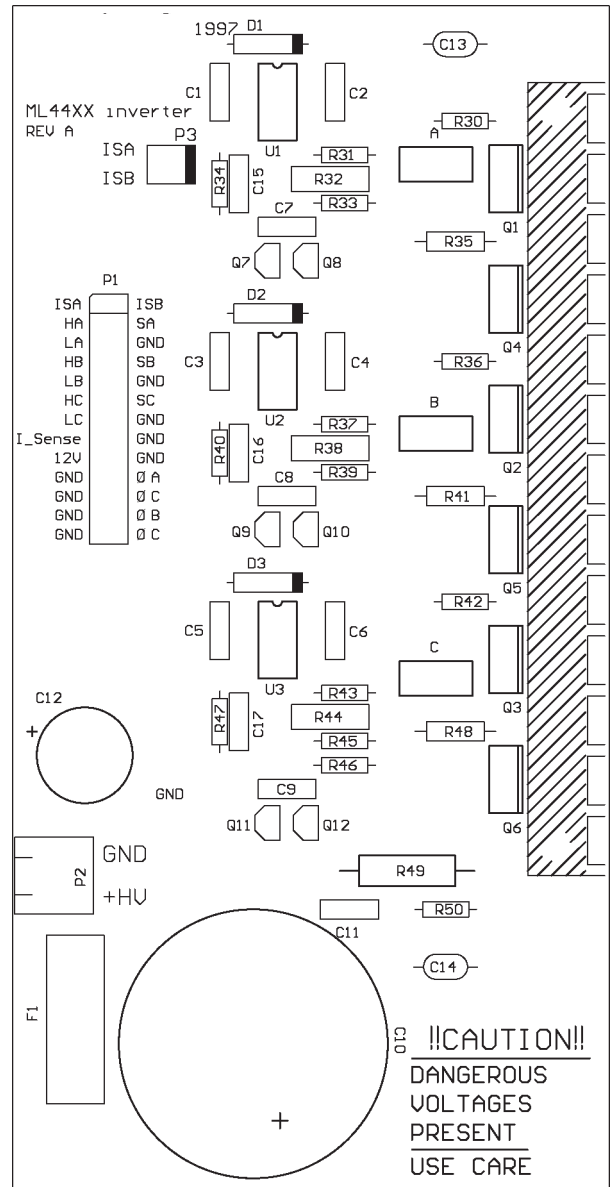 1997 D1
C13
C1
C2
ML44XX inverter
REV A
U1
P3
ISA
ISB
R30
A
R31
R34
C15
R32
R33
Q1
C7
R35
Q7
Q8
P1
D2
ISA ISB
HA SA
LA GND
HB SB
LB GND
HC SC
LC GND
I_Sense GND
12V GND
GND Ø A
GND Ø C
GND Ø B
GND Ø C
C3
C4
Q4
R36
U2
B
R37
R40
C16
R38
R39
Q2
C8
R41
Q9
Q10
D3
Q5
R42
C5
C6
U3
C
R43
C12
+
R47
C17
R44
R45
R46
Q3
R48
GND
C9
Q11
Q12
Q6
GND
P2
+HV
R49
C11
R50
C14
F1
C10
+
!!CAUTION!!
DANGEROUS
VOLTAGES
PRESENT
USE CARE